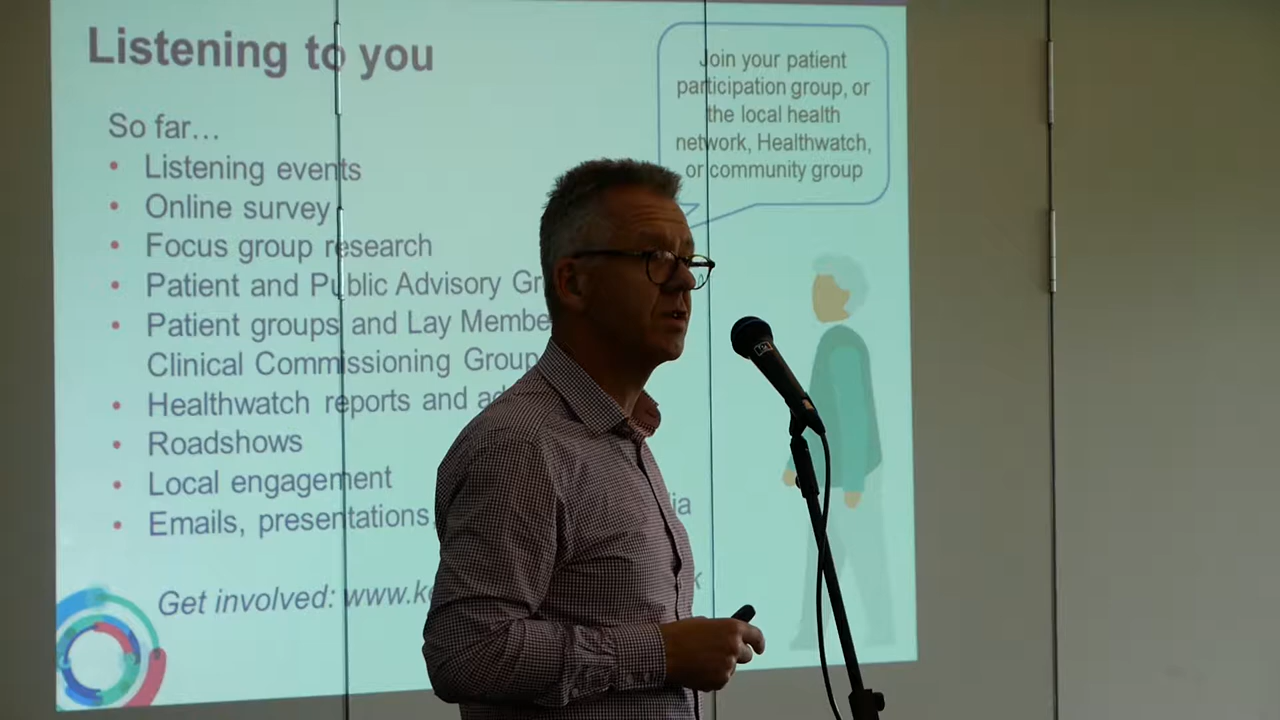 Listening to you
Join your patient
participation group, or
the local health
network, Healthwatch,
or community group
So far...
• Listening events
• Online survey
• Focus group research
• Patient and Public Advisory
• Patient groups and Lay
Clinical Commissioning
• Healthwatch reports and
• Roadshows
• Local engagement
• Emails, presentations,
Get involved: